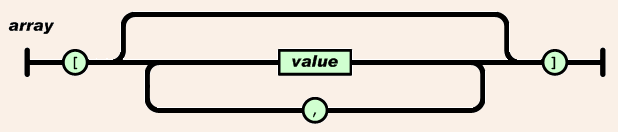 array
[ value ]
,